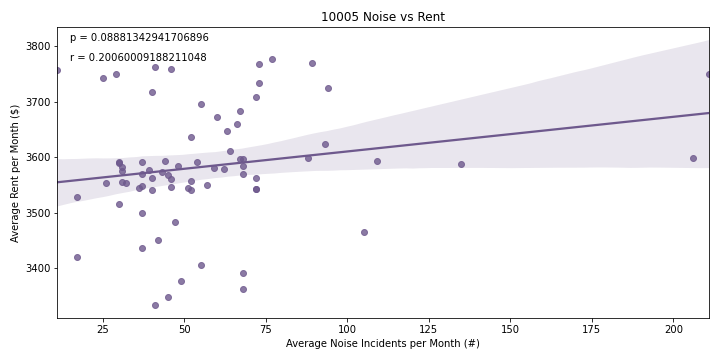 10005 Noise vs Rent
p = 0.08881342941706896
r = 0.20060009188211048
3800
3700
3600
3500
3400
Average Rent per Month ($)
25 50 75 100 125 150 175 200
Average Noise Incidents per Month (#)